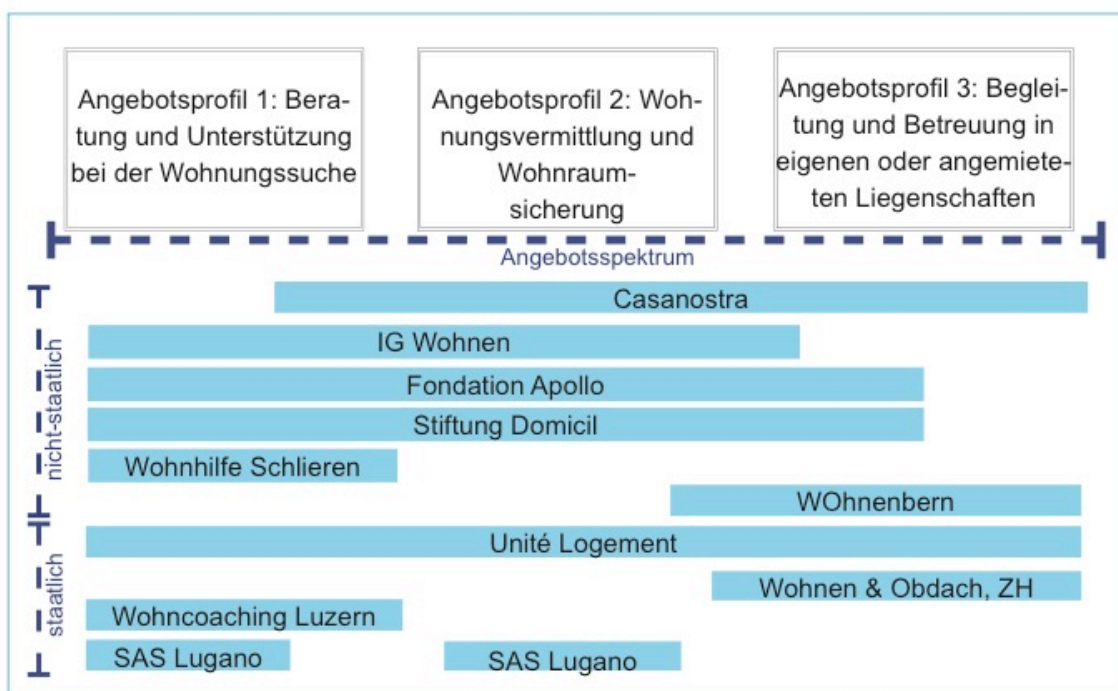 Angebotsprofil 1: Bera-
tung und Unterstützung
bei der Wohnungssuche
Angebotsprofil 2: Woh-
nungsvermittlung und
Wohnraum-
sicherung
Angebotsprofil 3: Beglei-
tung und Betreuung in
eigenen oder angemiete-
ten Liegenschaften
Angebotsspektrum
nicht-staatlich
Casanostra
IG Wohnen
Fondation Apollo
Stiftung Domicil
Wohnhilfe Schlieren
WOhnenbern
staatlich
Unité Logement
Wohnen & Obdach, ZH
Wohncoaching Luzern
SAS Lugano
SAS Lugano